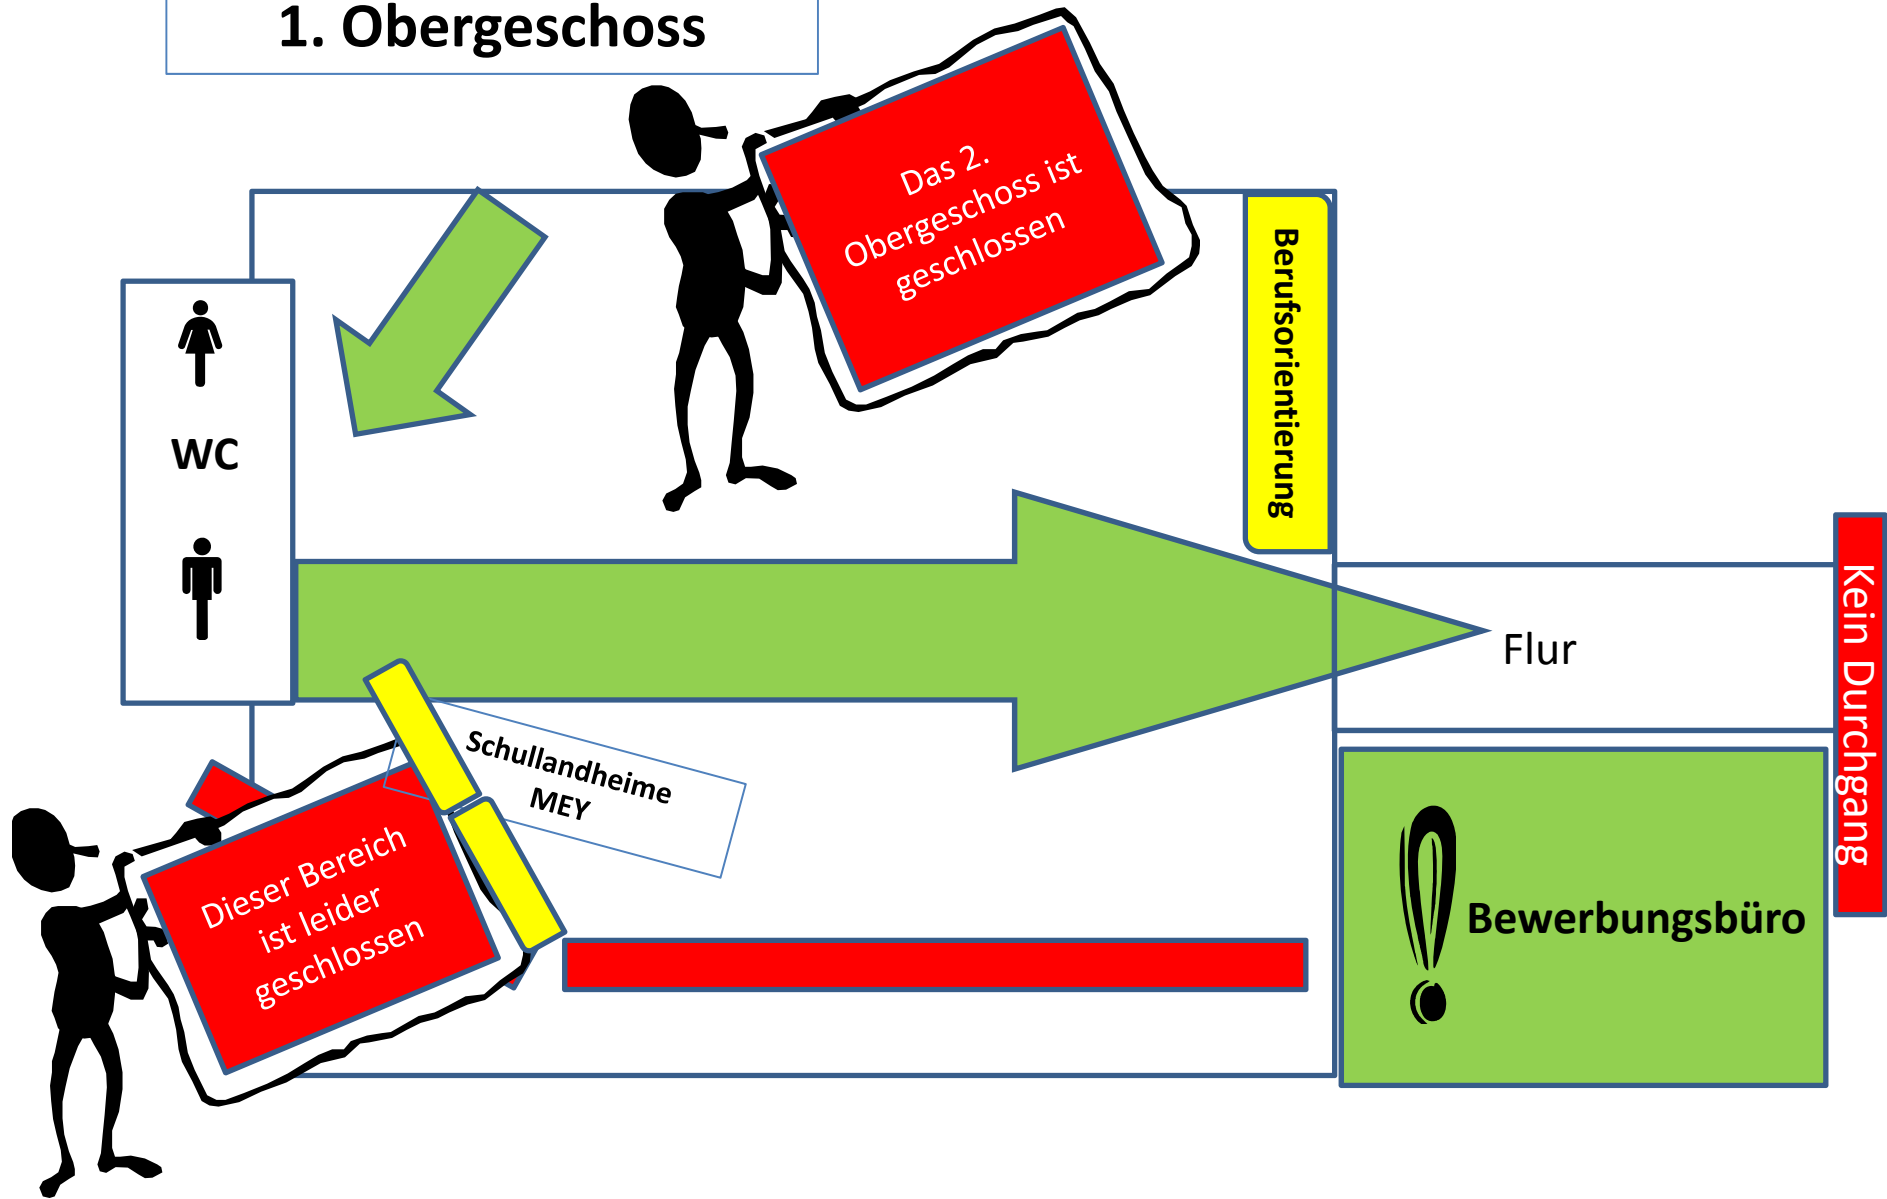 1. Obergeschoss
Das 2.
Obergeschoss ist
geschlossen
Berufsorientierung
WC
Flur
Kein Durchgang
Schullandheime
MEY
Dieser Bereich
ist leider
geschlossen
Bewerbungsbüro